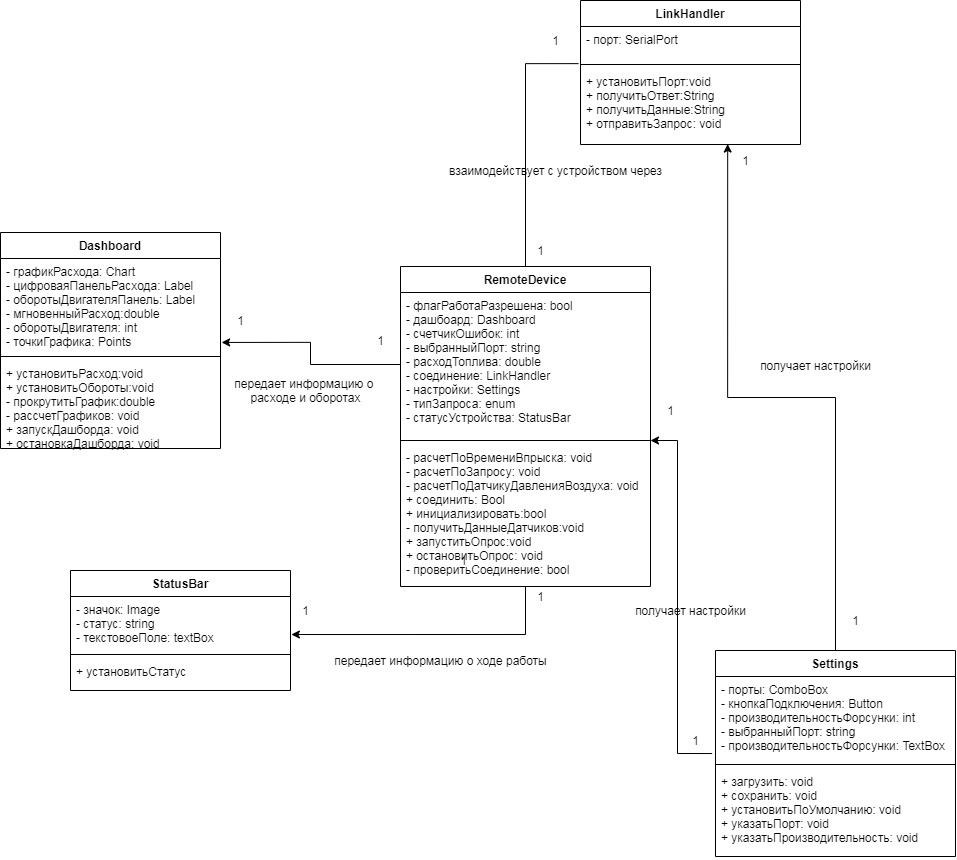 LinkHandler
- порт: SerialPort
+ установитьПорт:void
+ получитьОтвет:String
+ получитьДанные:String
+ отправитьЗапрос: void
1
1
взаимодействует с устройством через
1
Dashboard
- графикРасхода: Chart
- цифроваяПанельРасхода: Label
- оборотыДвигателяПанель: Label
- мгновенныйРасход:double
- оборотыДвигателя: int
- точкиГрафика: Points
+ установитьРасход:void
+ установитьОбороты:void
- прокрутитьГрафик:double
- рассчетГрафиков: void
+ запускДашборда: void
+ остановкаДашборда: void
1
1
передает информацию о
расходе и оборотах
RemoteDevice
- флагРаботаРазрешена: bool
- дашбоард: Dashboard
- счетчикОшибок: int
- выбранныйПорт: string
- расходТоплива: double
- соединение: LinkHandler
- настройки: Settings
- типЗапроса: enum
- статусУстройства: StatusBar
- расчетПоВремениВпрыска: void
- расчетПоЗапросу: void
- расчетПоДатчикуДавленияВоздуха: void
+ соединить: Bool
+ инициализировать:bool
- получитьДанныеДатчиков:void
+ запуститьОпрос:void
+ остановитьОпрос: void
- проверитьСоединение: bool
получает настройки
1
StatusBar
- значок: Image
- статус: string
- текстовоеПоле: textBox
+ установитьСтатус
1
1
передает информацию о ходе работы
получает настройки
1
1
Settings
- порты: ComboBox
- кнопкаПодключения: Button
- производительностьФорсунки: int
- выбранныйПорт: string
- производительностьФорсунки: TextBox
+ загрузить: void
+ сохранить: void
+ установитьПоУмолчанию: void
+ указатьПорт: void
+ указатьПроизводительность: void